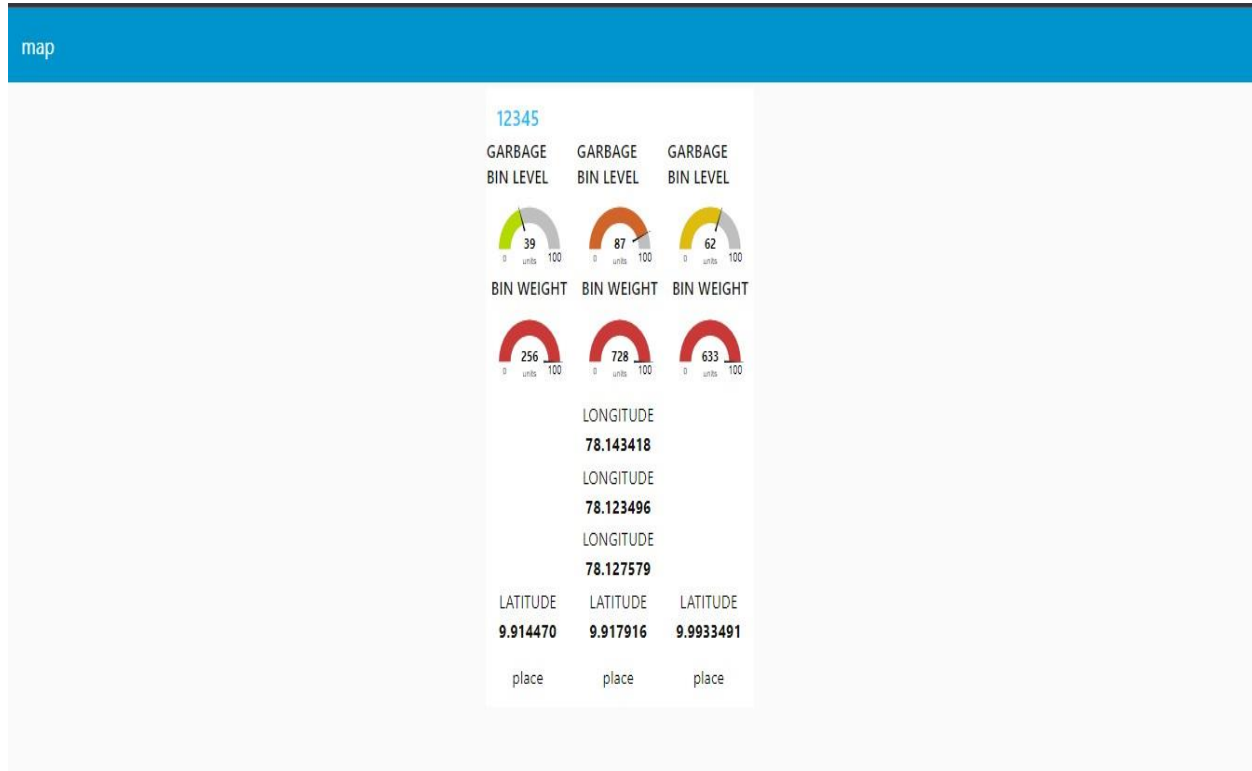 map
12345
GARBAGE GARBAGE GARBAGE
BIN LEVEL BIN LEVEL BIN LEVEL
39 87 62
0 units 100 0 units 100 0 units 100
BIN WEIGHT BIN WEIGHT BIN WEIGHT
256 728 633
0 units 100 0 units 100 0 units 100
LONGITUDE
78.143418
LONGITUDE
78.123496
LONGITUDE
78.127579
LATITUDE LATITUDE LATITUDE
9.914470 9.917916 9.9933491
place place place